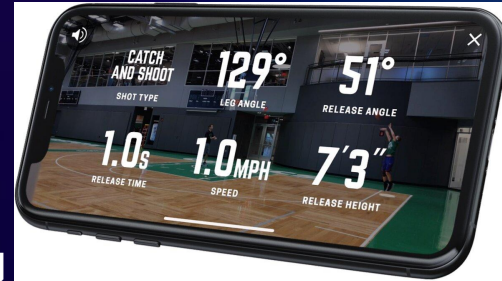 CATCH
AND SHOOT
SHOT TYPE
129°
LEG ANGLE
51°
RELEASE ANGLE
1.0s
RELEASE TIME
1.0MPH
SPEED
7'3"
RELEASE HEIGHT